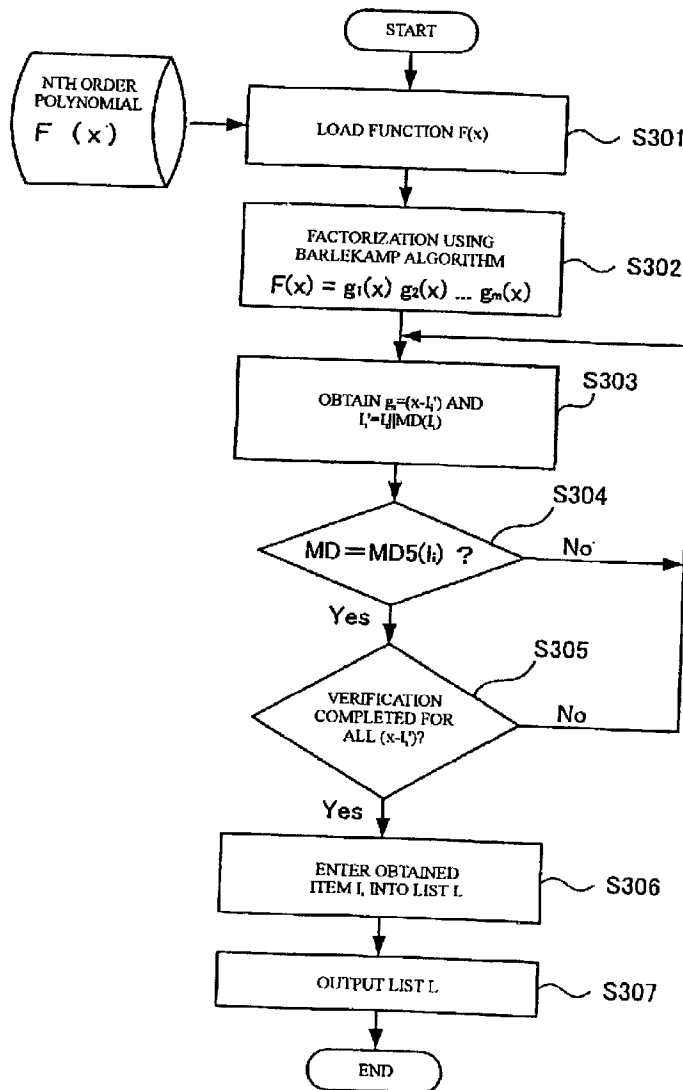 START
NTH ORDER
POLYNOMIAL
F (x)
LOAD FUNCTION F(x)
S301
FACTORIZATION USING
BARLEKAMP ALGORITHM
F(x) = g₁(x) g₂(x) ... gₘ(x)
S302
S303
OBTAIN gᵢ=(x-Iᵢ') AND
Iᵢ'=Iᵢ||MD(Iᵢ)
S304
MD=MD5(Iᵢ) ?
No
Yes
S305
VERIFICATION
COMPLETED FOR
ALL (x-Iᵢ')?
No
Yes
ENTER OBTAINED
ITEM Iᵢ INTO LIST L
S306
OUTPUT LIST L
S307
END